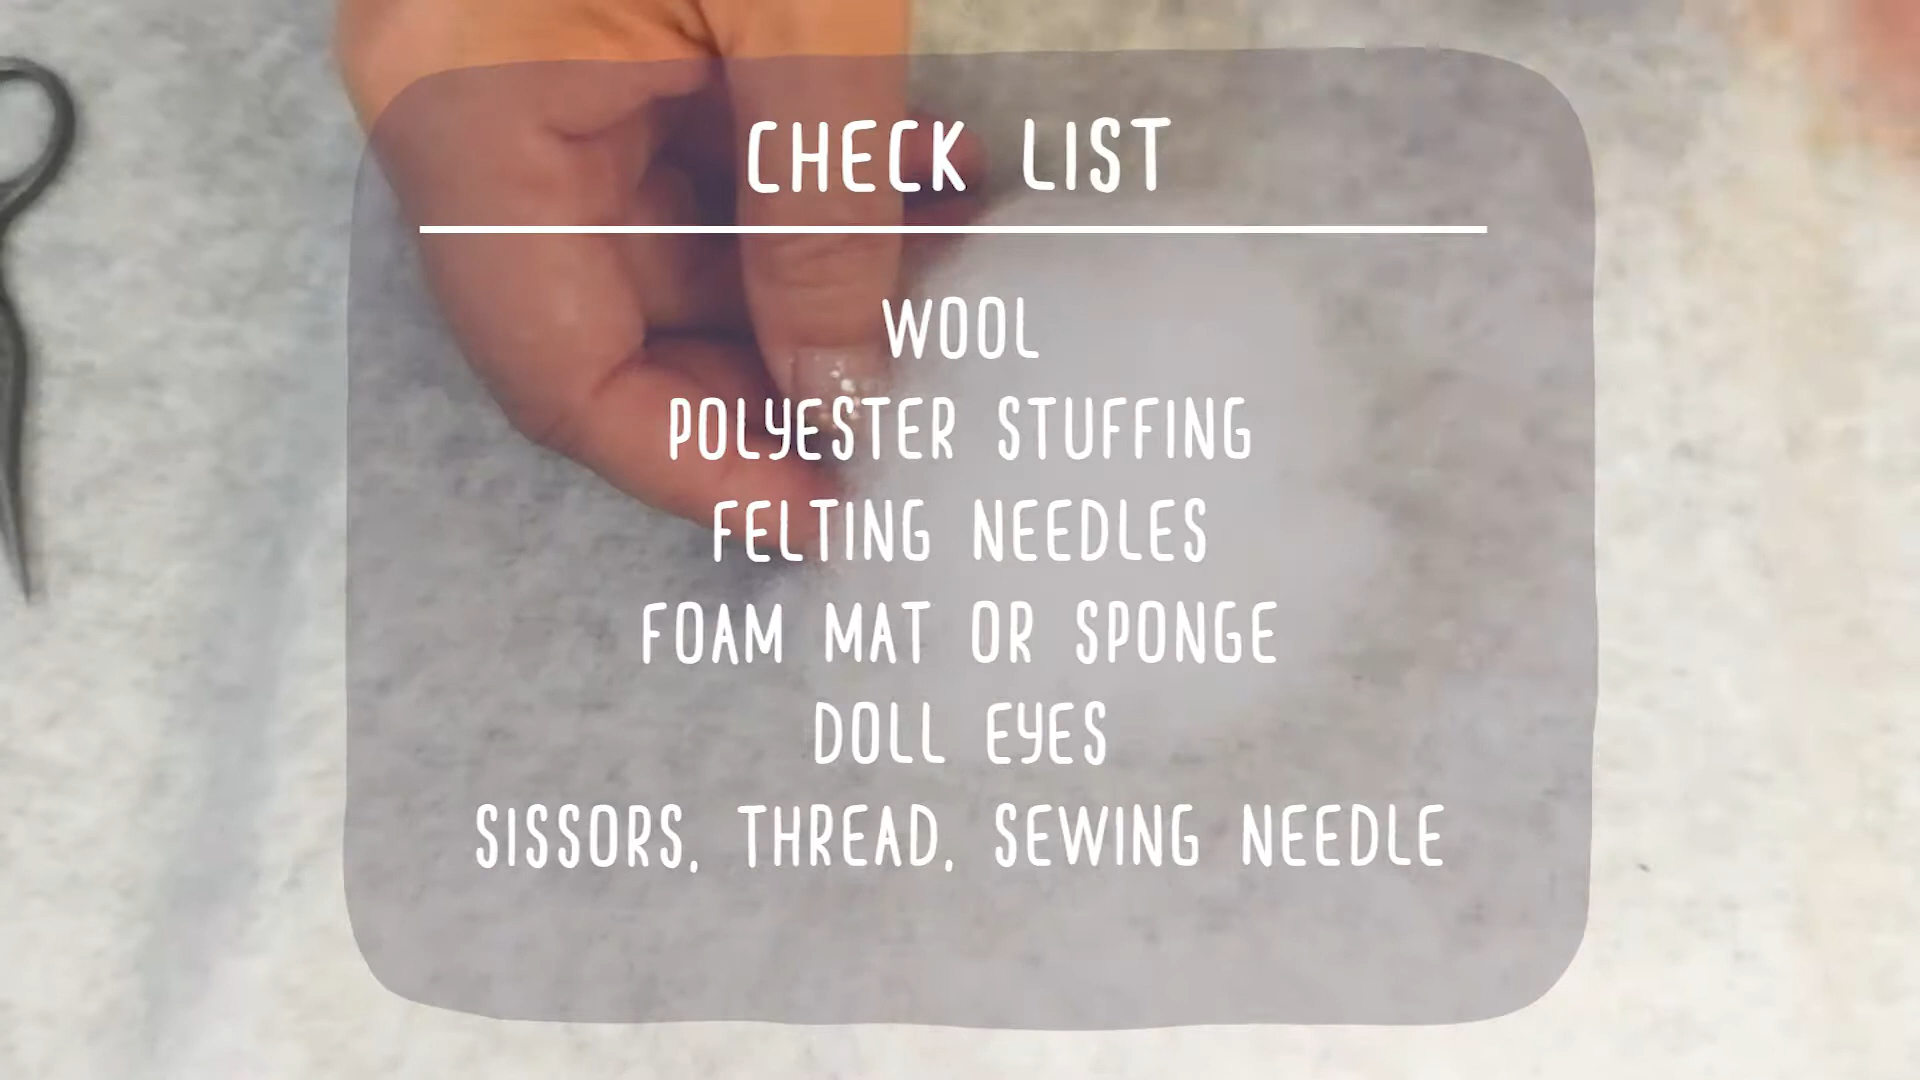 CHECK LIST
WOOL
POLYESTER STUFFING
FELTING NEEDLES
FOAM MAT OR SPONGE
DOLL EYES
SISSORS, THREAD, SEWING NEEDLE